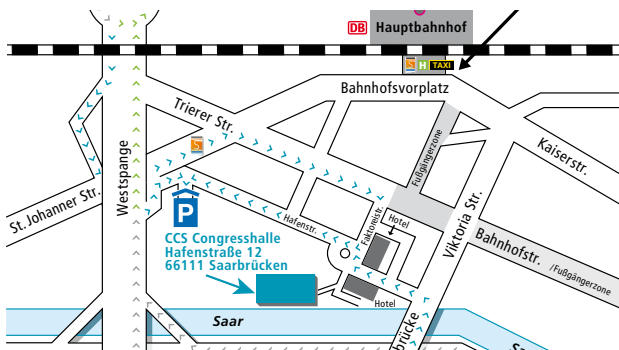 DB Hauptbahnhof
S H TAXI
Bahnhofsvorplatz
Trierer Str.
Kaiserstr.
Fußgängerzone
S
Westspange
St. Johanner Str.
P
Hafenstr.
Faktoreistr.
Hotel
Viktoria Str.
Bahnhofstr. /Fußgängerzone
CCS Congresshalle
Hafenstraße 12
66111 Saarbrücken
Hotel
Saar
brücke
Sa